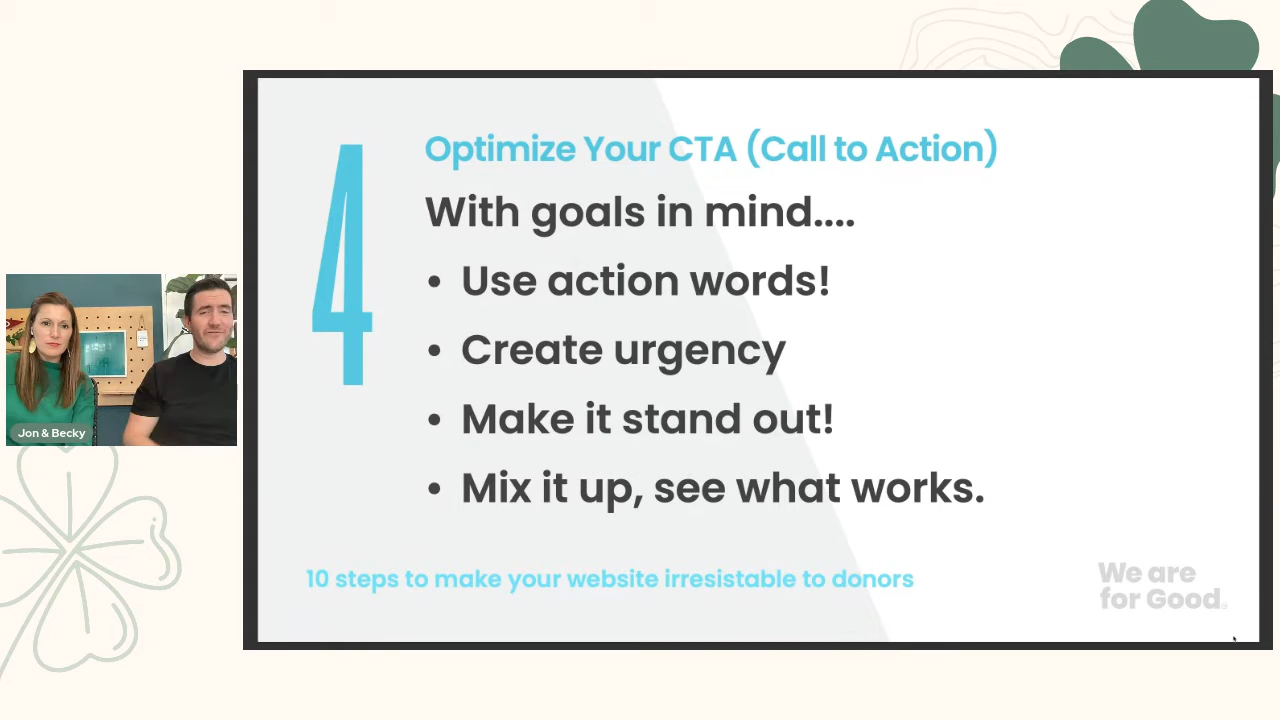 4
Optimize Your CTA (Call to Action)
With goals in mind....
• Use action words!
• Create urgency
• Make it stand out!
• Mix it up, see what works.
Jon & Becky
10 steps to make your website irresistable to donors
We are
for Good.